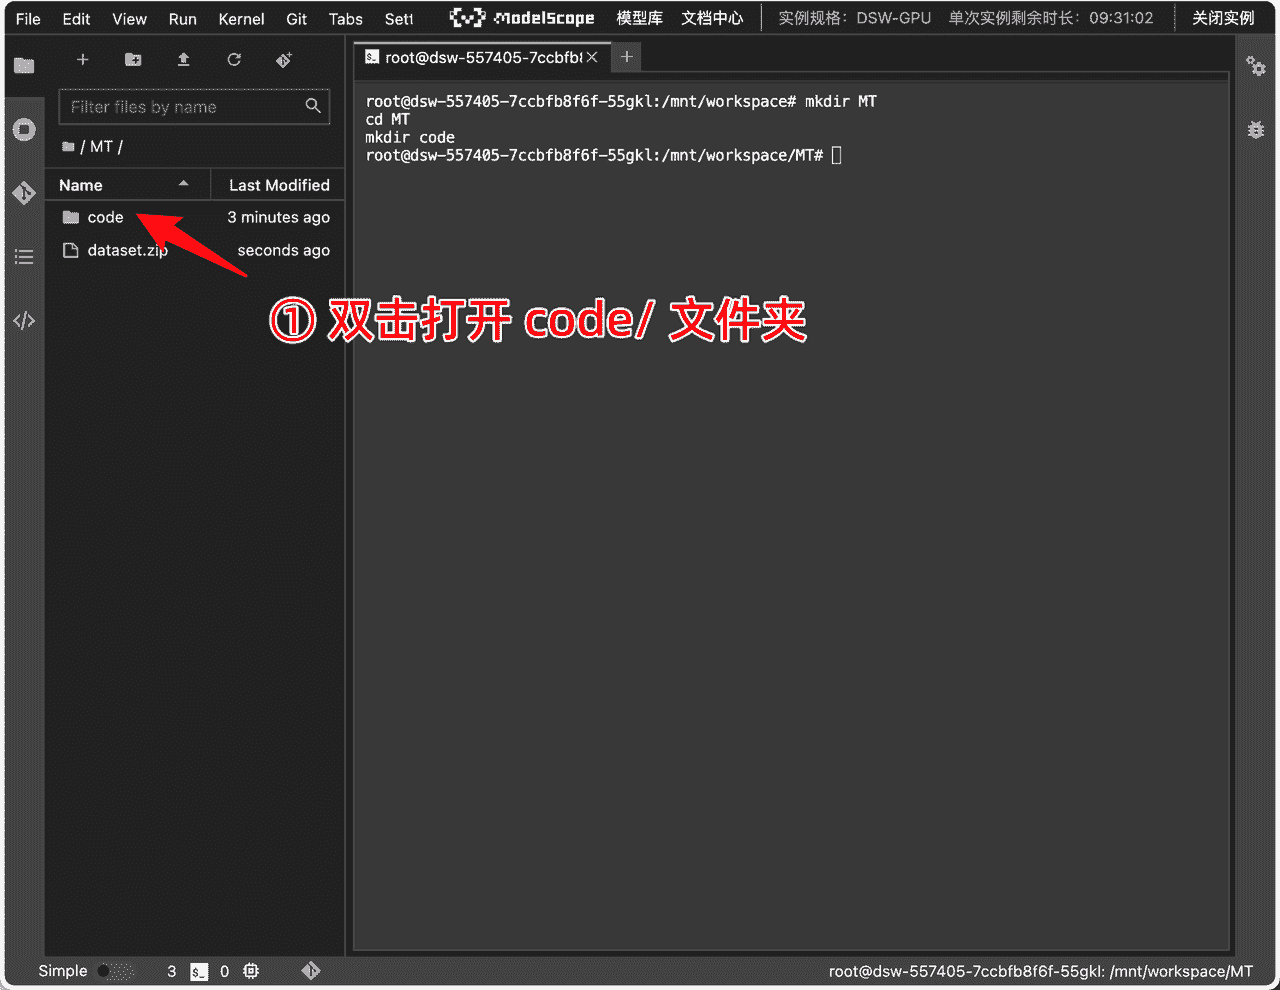 File Edit View Run Kernel Git Tabs Sett ModelScope 模型库 文档中心 实例规格：DSW-GPU 单次实例剩余时长：09:31:02 关闭实例
root@dsw-557405-7ccbfb8
Filter files by name
/ MT /
Name Last Modified
code 3 minutes ago
dataset.zip seconds ago
root@dsw-557405-7ccbfb8f6f-55gkl:/mnt/workspace# mkdir MT
cd MT
mkdir code
root@dsw-557405-7ccbfb8f6f-55gkl:/mnt/workspace/MT#
① 双击打开 code/ 文件夹
Simple 3 $_ 0 root@dsw-557405-7ccbfb8f6f-55gkl: /mnt/workspace/MT